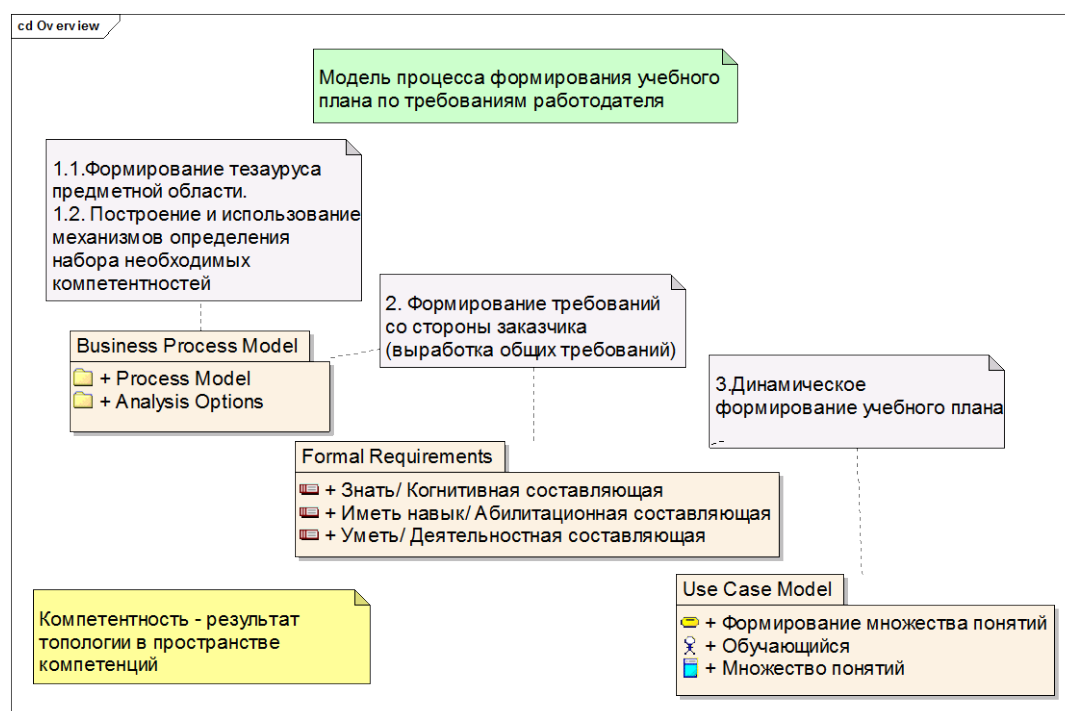 cd Overview
Модель процесса формирования учебного
плана по требованиям работодателя
1.1.Формирование тезауруса
предметной области.
1.2. Построение и использование
механизмов определения
набора необходимых
компетентностей
2. Формирование требований
со стороны заказчика
(выработка общих требований)
Business Process Model
+ Process Model
+ Analysis Options
3.Динамическое
формирование учебного плана
Formal Requirements
+ Знать/ Когнитивная составляющая
+ Иметь навык/ Абилитационная составляющая
+ Уметь/ Деятельностная составляющая
Use Case Model
+ Формирование множества понятий
+ Обучающийся
+ Множество понятий
Компетентность - результат
топологии в пространстве
компетенций